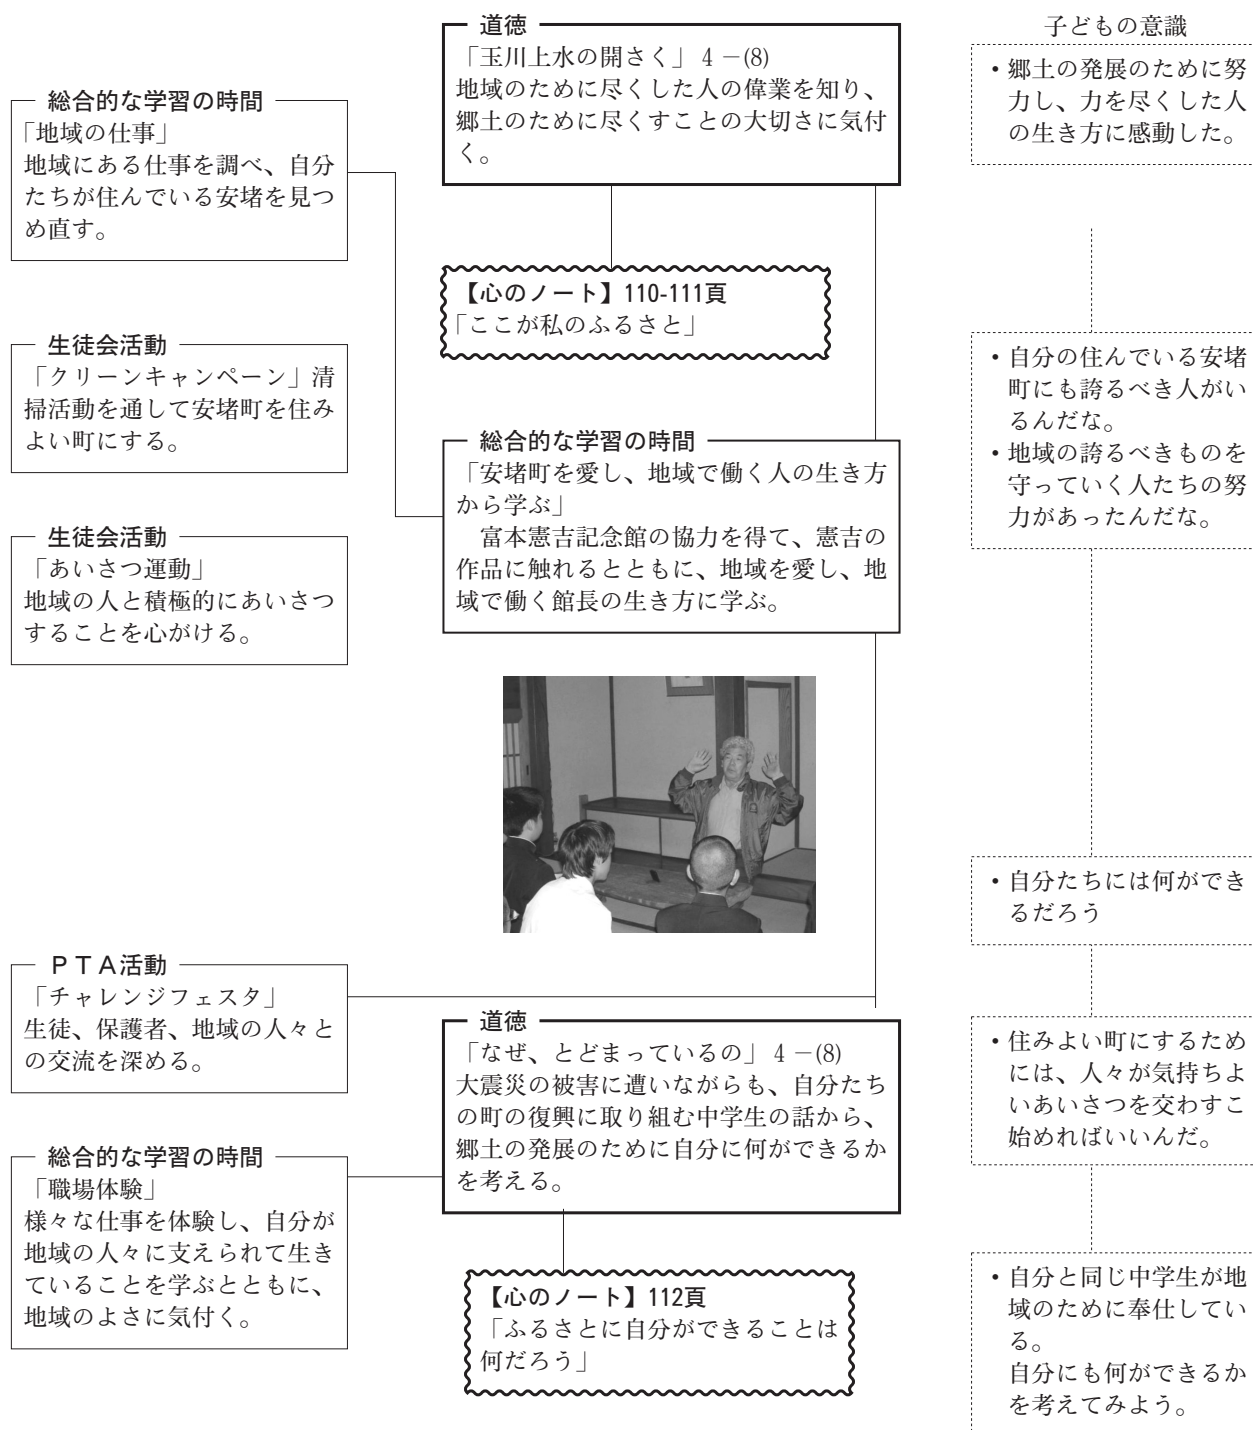 道徳
「玉川上水の開さく」４－(8)
地域のために尽くした人の偉業を知り、
郷土のために尽くすことの大切さに気付
く。
子どもの意識
・郷土の発展のために努
力し、力を尽くした人
の生き方に感動した。
総合的な学習の時間
「地域の仕事」
地域にある仕事を調べ、自分
たちが住んでいる安堵を見つ
め直す。
【心のノート】110-111頁
「ここが私のふるさと」
生徒会活動
「クリーンキャンペーン」清
掃活動を通して安堵町を住み
よい町にする。
・自分の住んでいる安堵
町にも誇るべき人がい
るんだな。
・地域の誇るべきものを
守っていく人たちの努
力があったんだな。
総合的な学習の時間
「安堵町を愛し、地域で働く人の生き方
から学ぶ」
富本憲吉記念館の協力を得て、憲吉の
作品に触れるとともに、地域を愛し、地
域で働く館長の生き方に学ぶ。
生徒会活動
「あいさつ運動」
地域の人と積極的にあいさつ
することを心がける。
・自分たちには何ができ
るだろう
ＰＴＡ活動
「チャレンジフェスタ」
生徒、保護者、地域の人々と
の交流を深める。
道徳
「なぜ、とどまっているの」４－(8)
大震災の被害に遭いながらも、自分たち
の町の復興に取り組む中学生の話から、
郷土の発展のために自分に何ができるか
を考える。
・住みよい町にするため
には、人々が気持ちよ
いあいさつを交わすこ
始めればいいんだ。
総合的な学習の時間
「職場体験」
様々な仕事を体験し、自分が
地域の人々に支えられて生き
ていることを学ぶとともに、
地域のよさに気付く。
【心のノート】112頁
「ふるさとに自分ができることは
何だろう」
・自分と同じ中学生が地
域のために奉仕してい
る。
自分にも何ができるか
を考えてみよう。